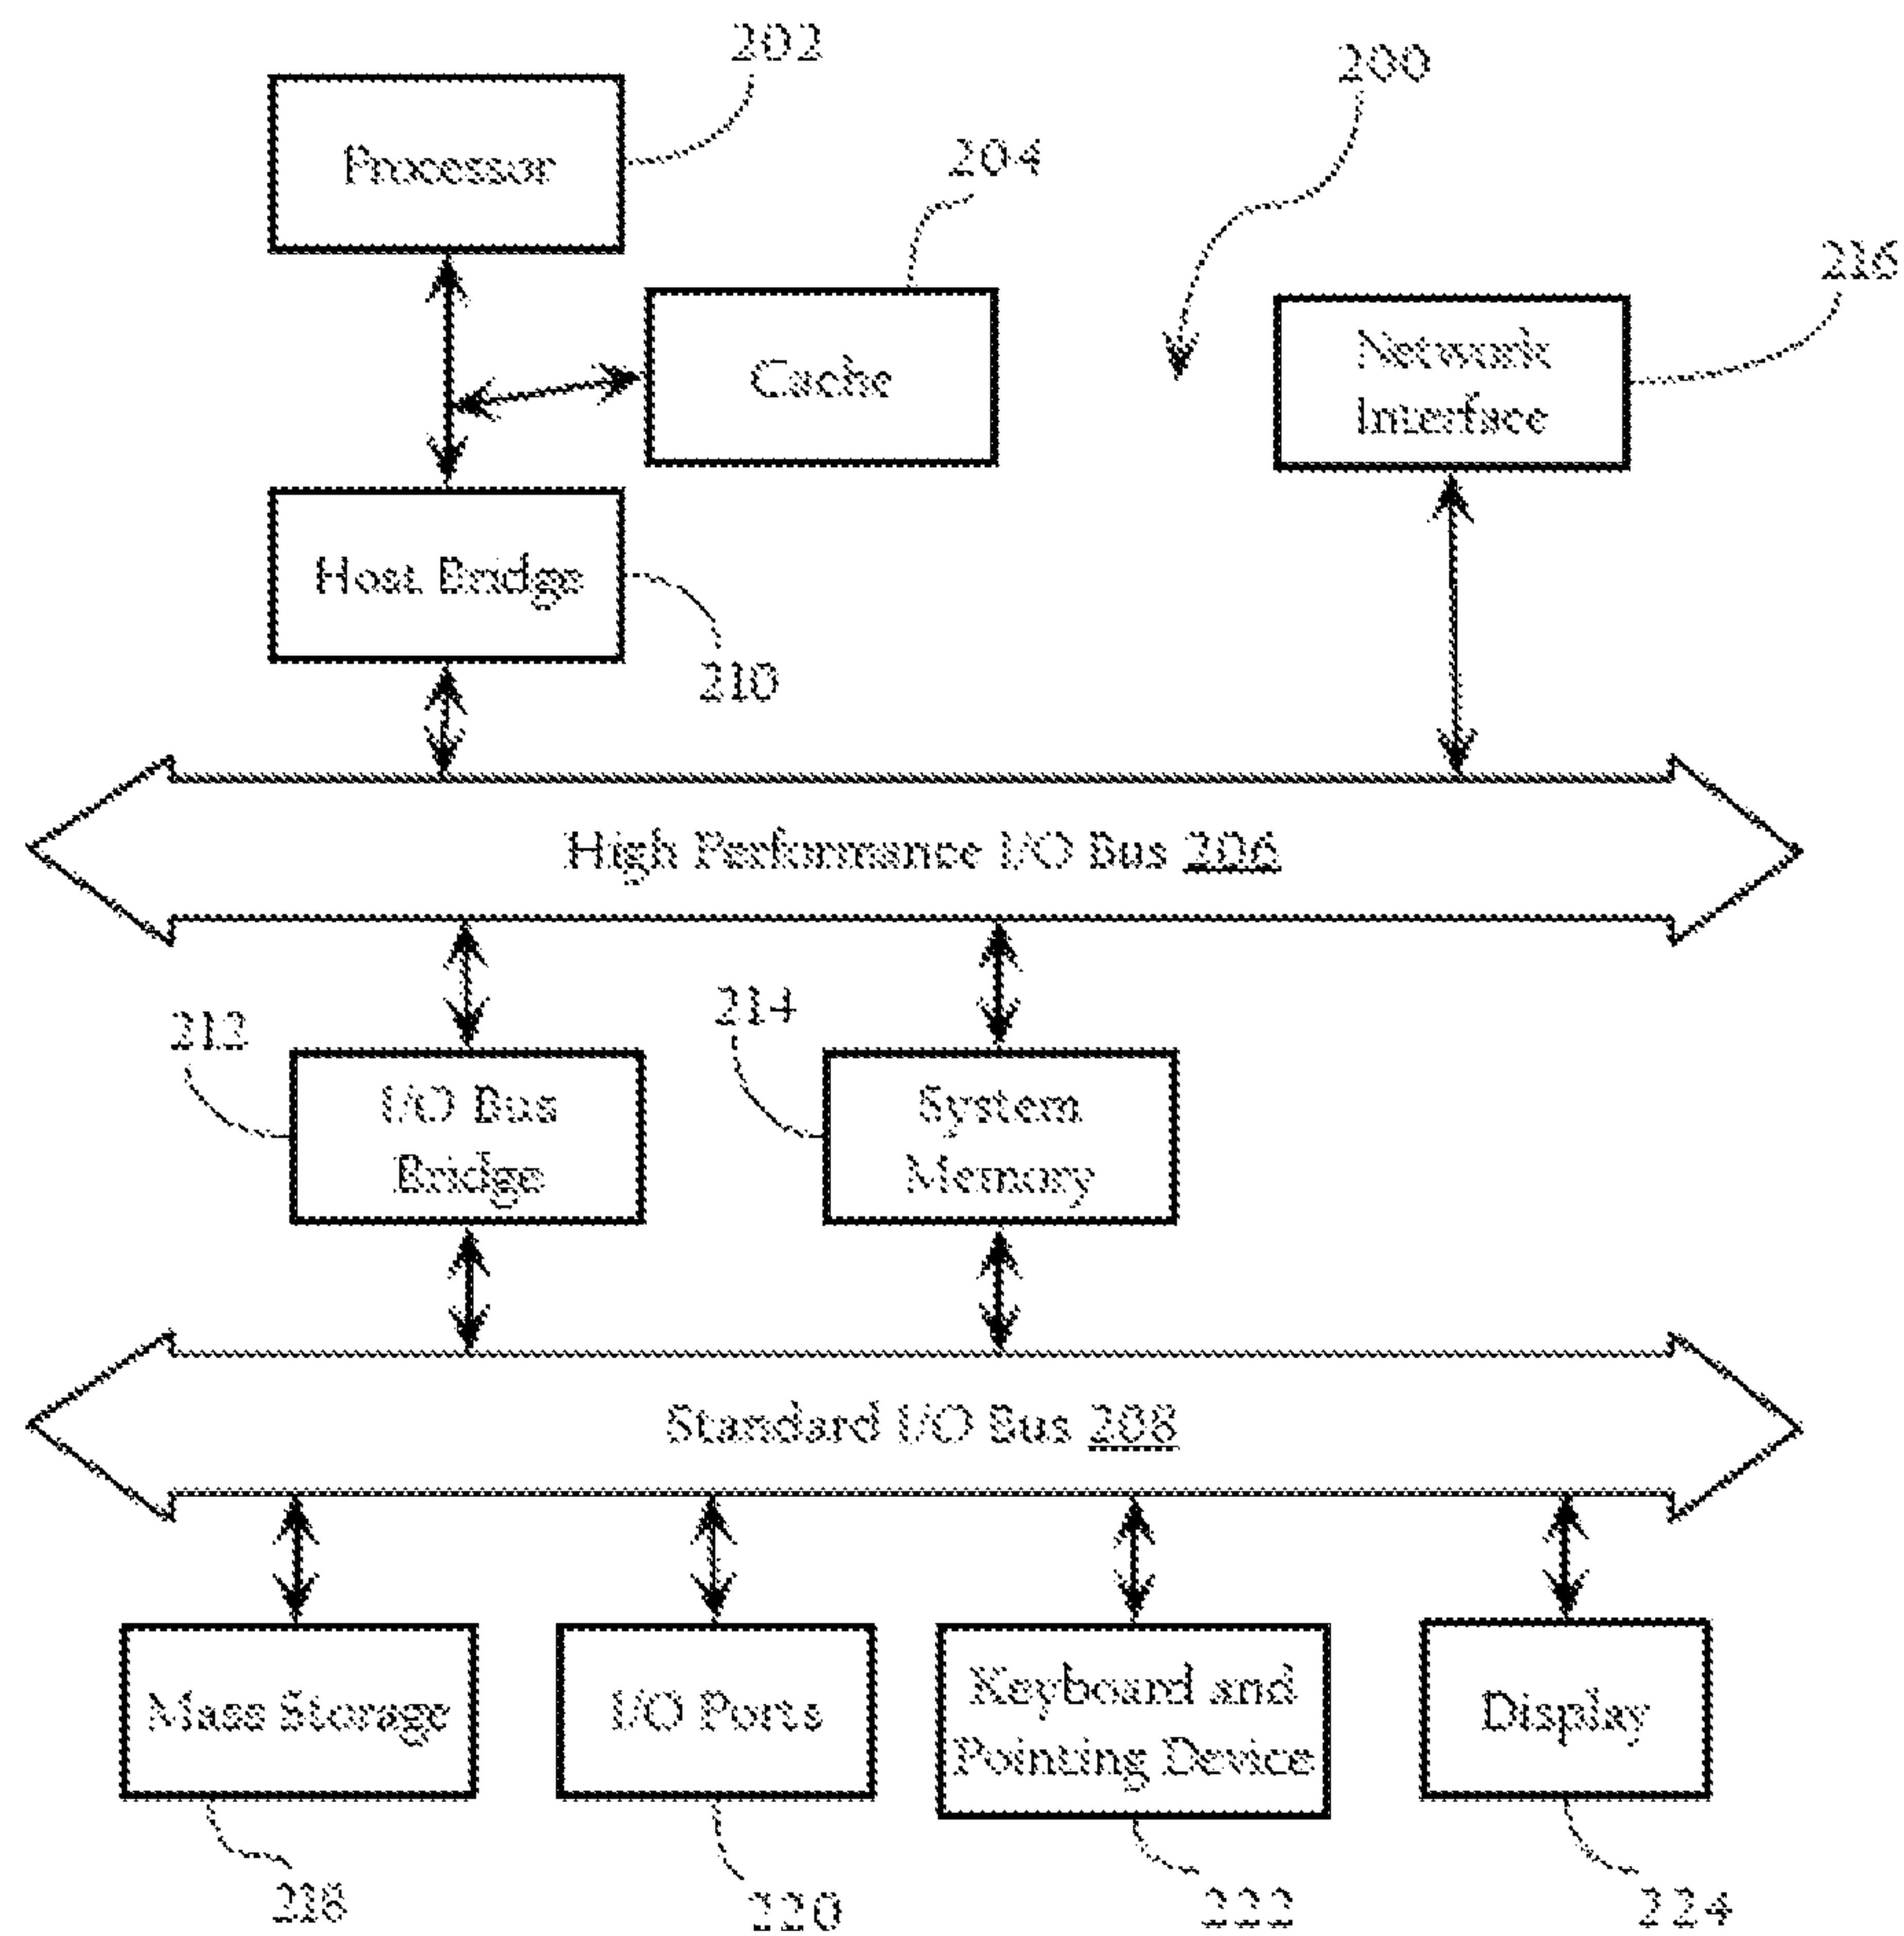 202
200
Processor
204
216
Cache
Network
Interface
Host Bridge
210
High Performance I/O Bus 206
212
214
I/O Bus
Bridge
System
Memory
Standard I/O Bus 208
Mass Storage
I/O Ports
Keyboard and
Pointing Device
Display
218
220
222
224